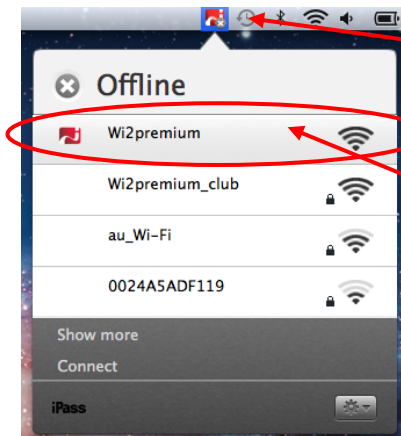 Offline
Wi2premium
Wi2premium_club
au_Wi-Fi
0024A5ADF119
Show more
Connect
iPass